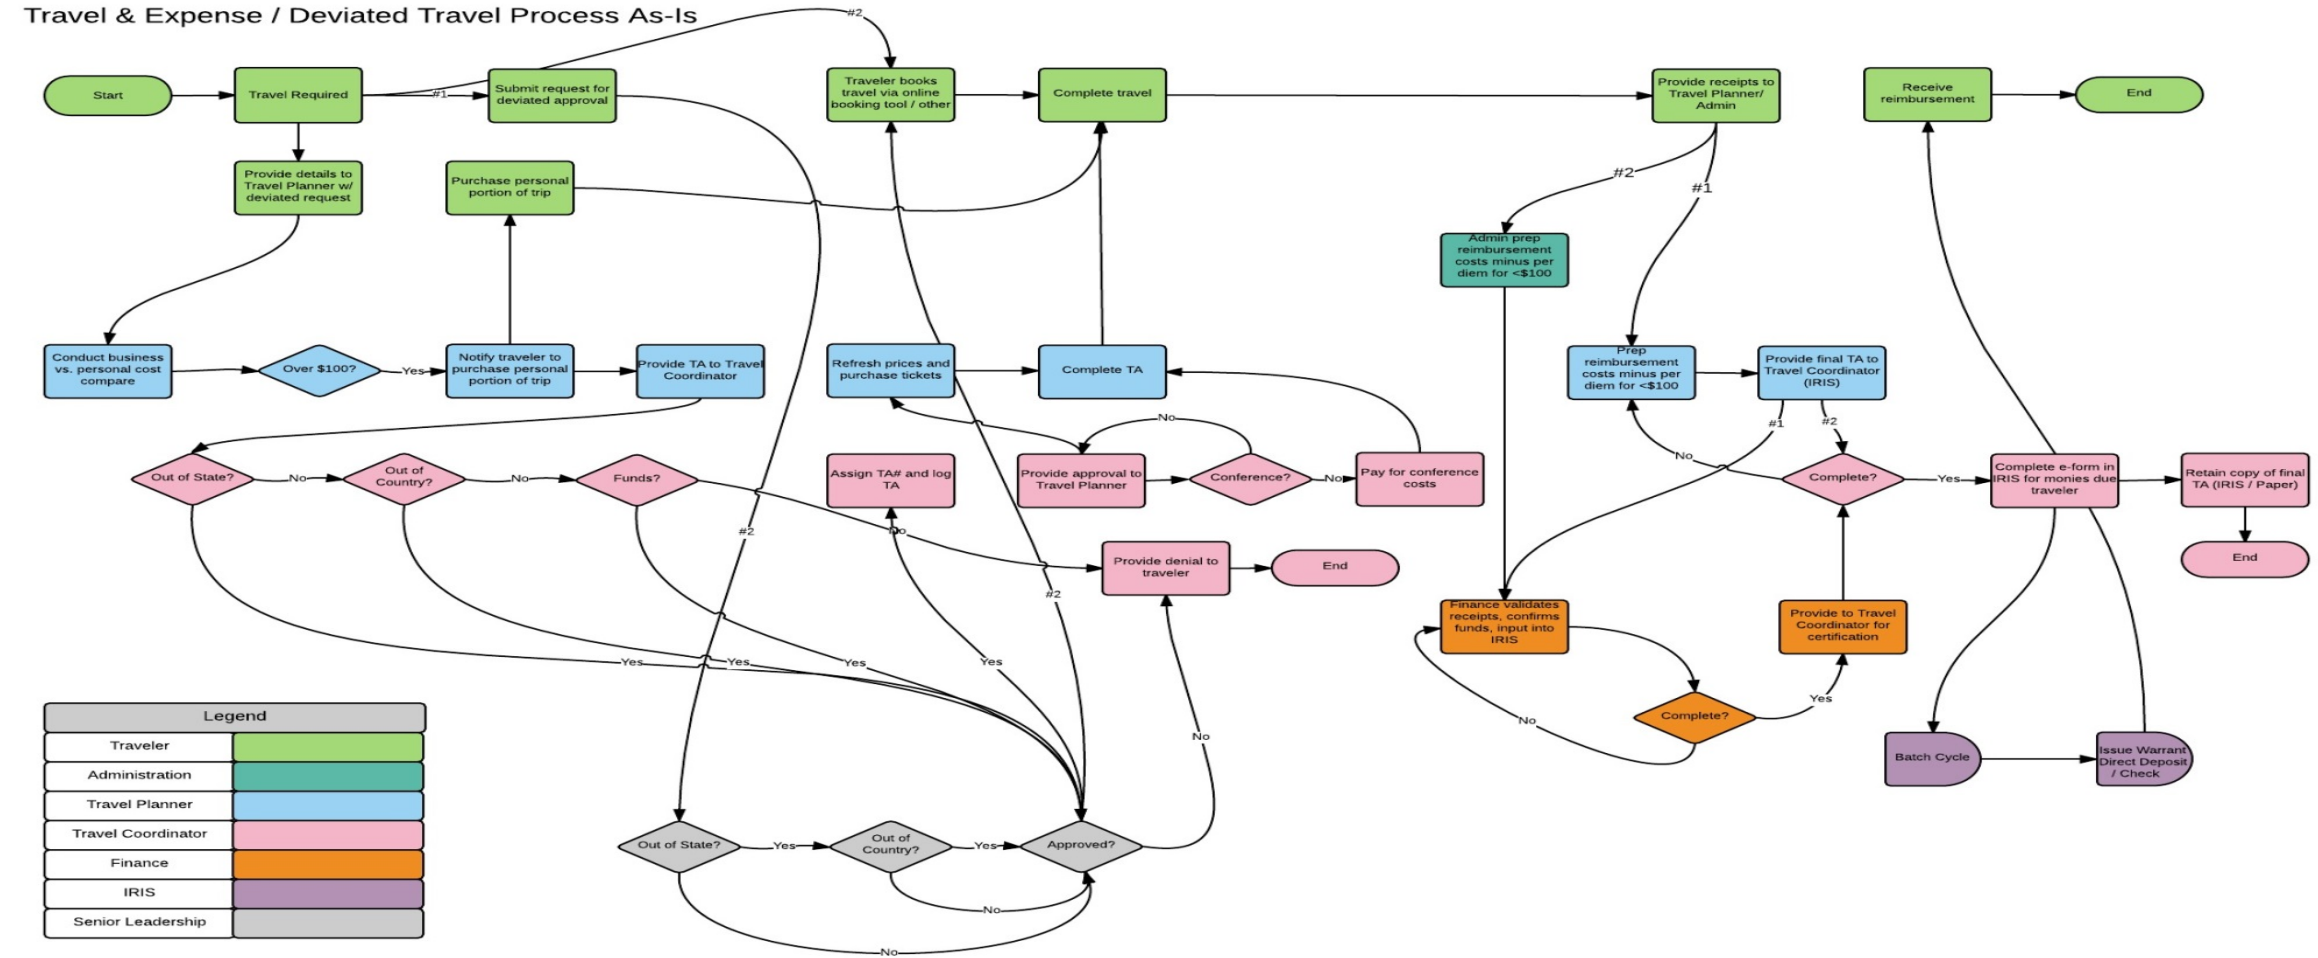 Travel & Expense / Deviated Travel Process As-Is
#2
Start
Travel Required
#1
Submit request for
deviated approval
Traveler books
travel via online
booking tool / other
Complete travel
Provide receipts to
Travel Planner/
Admin
Receive
reimbursement
End
Provide details to
Travel Planner w/
deviated request
Purchase personal
portion of trip
#2
#1
Admin prep
reimbursement
costs minus per
diem for <$100
Conduct business
vs. personal cost
compare
Over $100?
Yes
Notify traveler to
purchase personal
portion of trip
Provide TA to Travel
Coordinator
Refresh prices and
purchase tickets
Complete TA
Prep
reimbursement
costs minus per
diem for <$100
Provide final TA to
Travel Coordinator
(IRIS)
No
#1
#2
No
Out of State?
No
Out of
Country?
No
Funds?
Assign TA# and log
TA
Provide approval to
Travel Planner
Conference?
No
Pay for conference
costs
Complete?
Yes
Complete e-form in
IRIS for monies due
traveler
Retain copy of final
TA (IRIS / Paper)
#2
No
Provide denial to
traveler
End
End
#2
Finance validates
receipts, confirms
funds, input into
IRIS
Provide to Travel
Coordinator for
certification
Yes
Yes
Yes
Yes
Yes
No
No
Complete?
Batch Cycle
Issue Warrant
Direct Deposit
/ Check
Legend
Traveler
Administration
Travel Planner
Travel Coordinator
Finance
IRIS
Senior Leadership
Out of State?
Yes
Out of
Country?
Yes
Approved?
No
No